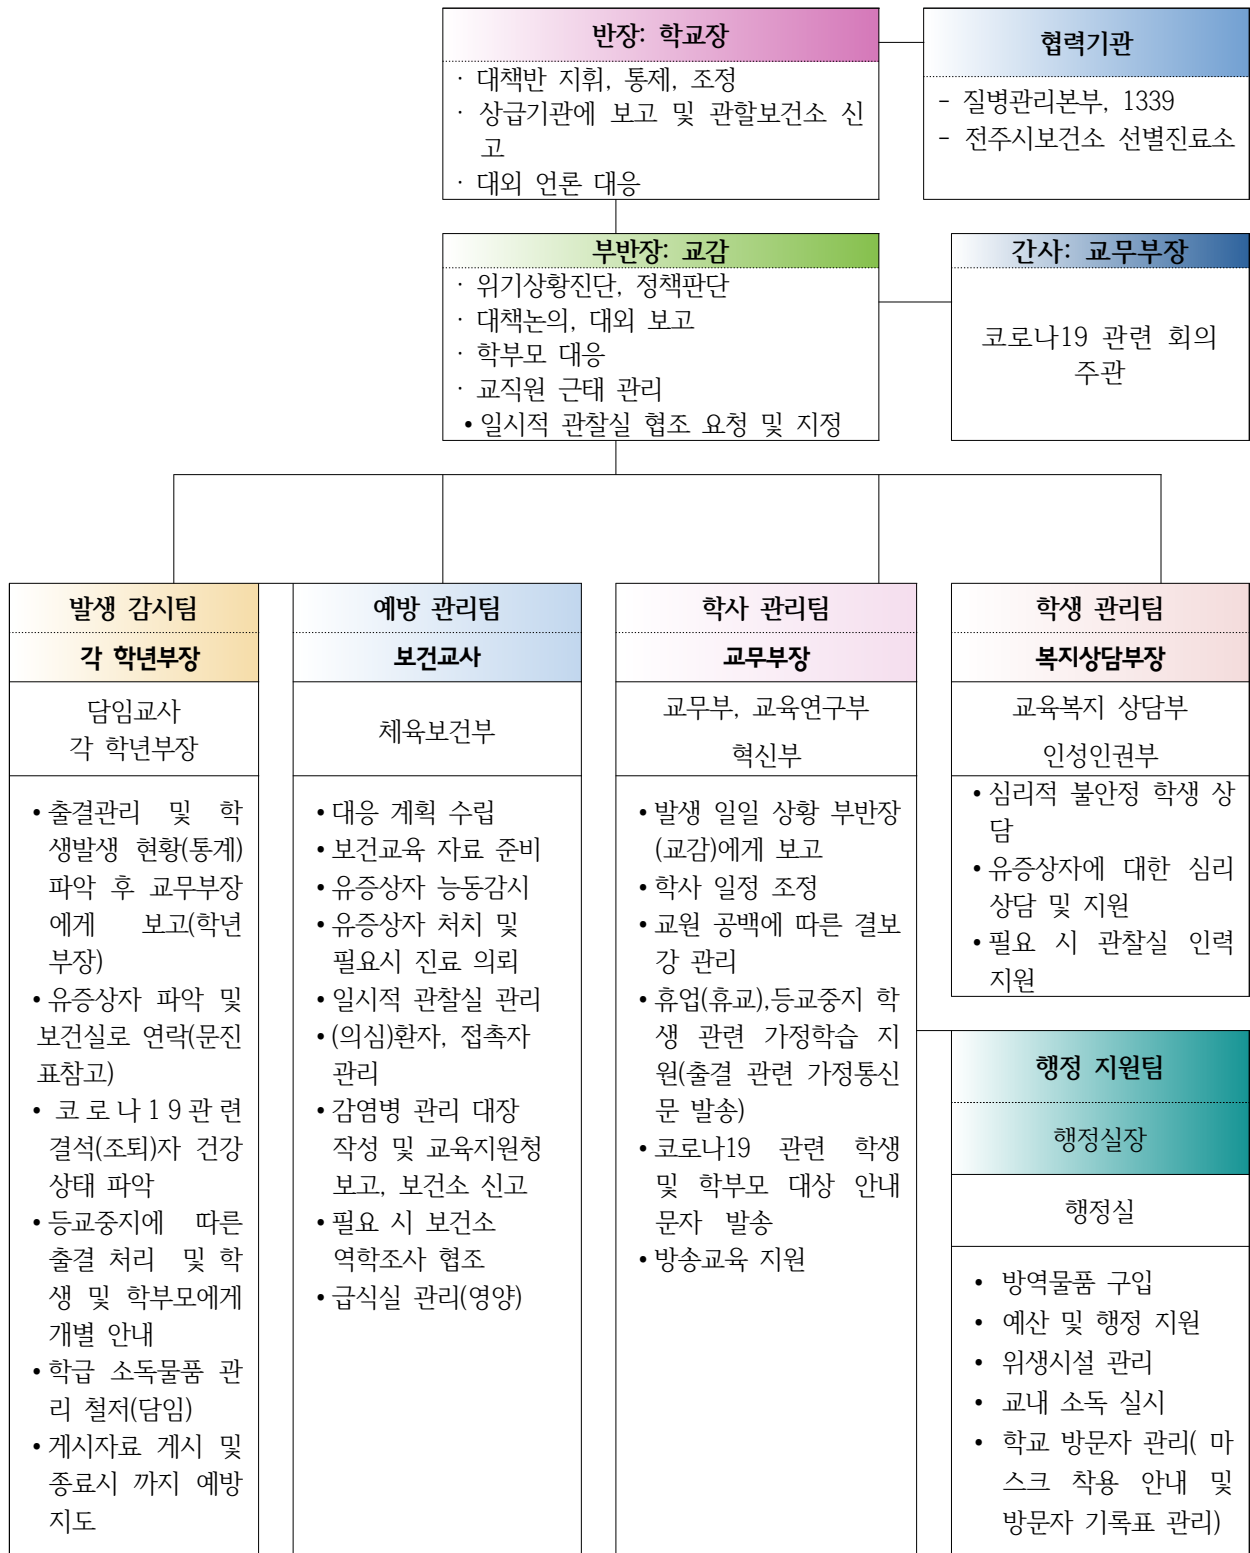 반장: 학교장
· 대책반 지휘, 통제, 조정
· 상급기관에 보고 및 관할보건소 신
고
· 대외 언론 대응
협력기관
- 질병관리본부, 1339
- 전주시보건소 선별진료소
부반장: 교감
· 위기상황진단, 정책판단
· 대책논의, 대외 보고
· 학부모 대응
· 교직원 근태 관리
• 일시적 관찰실 협조 요청 및 지정
간사: 교무부장
코로나19 관련 회의
주관
발생 감시팀
각 학년부장
담임교사
각 학년부장
• 출결관리 및 학
생발생 현황(통계)
파악 후 교무부장
에게 보고(학년
부장)
• 유증상자 파악 및
보건실로 연락(문진
표참고)
• 코로나19관련
결석(조퇴)자 건강
상태 파악
• 등교중지에 따른
출결 처리 및 학
생 및 학부모에게
개별 안내
• 학급 소독물품 관
리 철저(담임)
• 게시자료 게시 및
종료시 까지 예방
지도
예방 관리팀
보건교사
체육보건부
• 대응 계획 수립
• 보건교육 자료 준비
• 유증상자 능동감시
• 유증상자 처치 및
필요시 진료 의뢰
• 일시적 관찰실 관리
• (의심)환자, 접촉자
관리
• 감염병 관리 대장
작성 및 교육지원청
보고, 보건소 신고
• 필요 시 보건소
역학조사 협조
• 급식실 관리(영양)
학사 관리팀
교무부장
교무부, 교육연구부
혁신부
• 발생 일일 상황 부반장
(교감)에게 보고
• 학사 일정 조정
• 교원 공백에 따른 결보
강 관리
• 휴업(휴교),등교중지 학
생 관련 가정학습 지
원(출결 관련 가정통신
문 발송)
• 코로나19 관련 학생
및 학부모 대상 안내
문자 발송
• 방송교육 지원
학생 관리팀
복지상담부장
교육복지 상담부
인성인권부
• 심리적 불안정 학생 상
담
• 유증상자에 대한 심리
상담 및 지원
• 필요 시 관찰실 인력
지원
행정 지원팀
행정실장
행정실
• 방역물품 구입
• 예산 및 행정 지원
• 위생시설 관리
• 교내 소독 실시
• 학교 방문자 관리( 마
스크 착용 안내 및
방문자 기록표 관리)